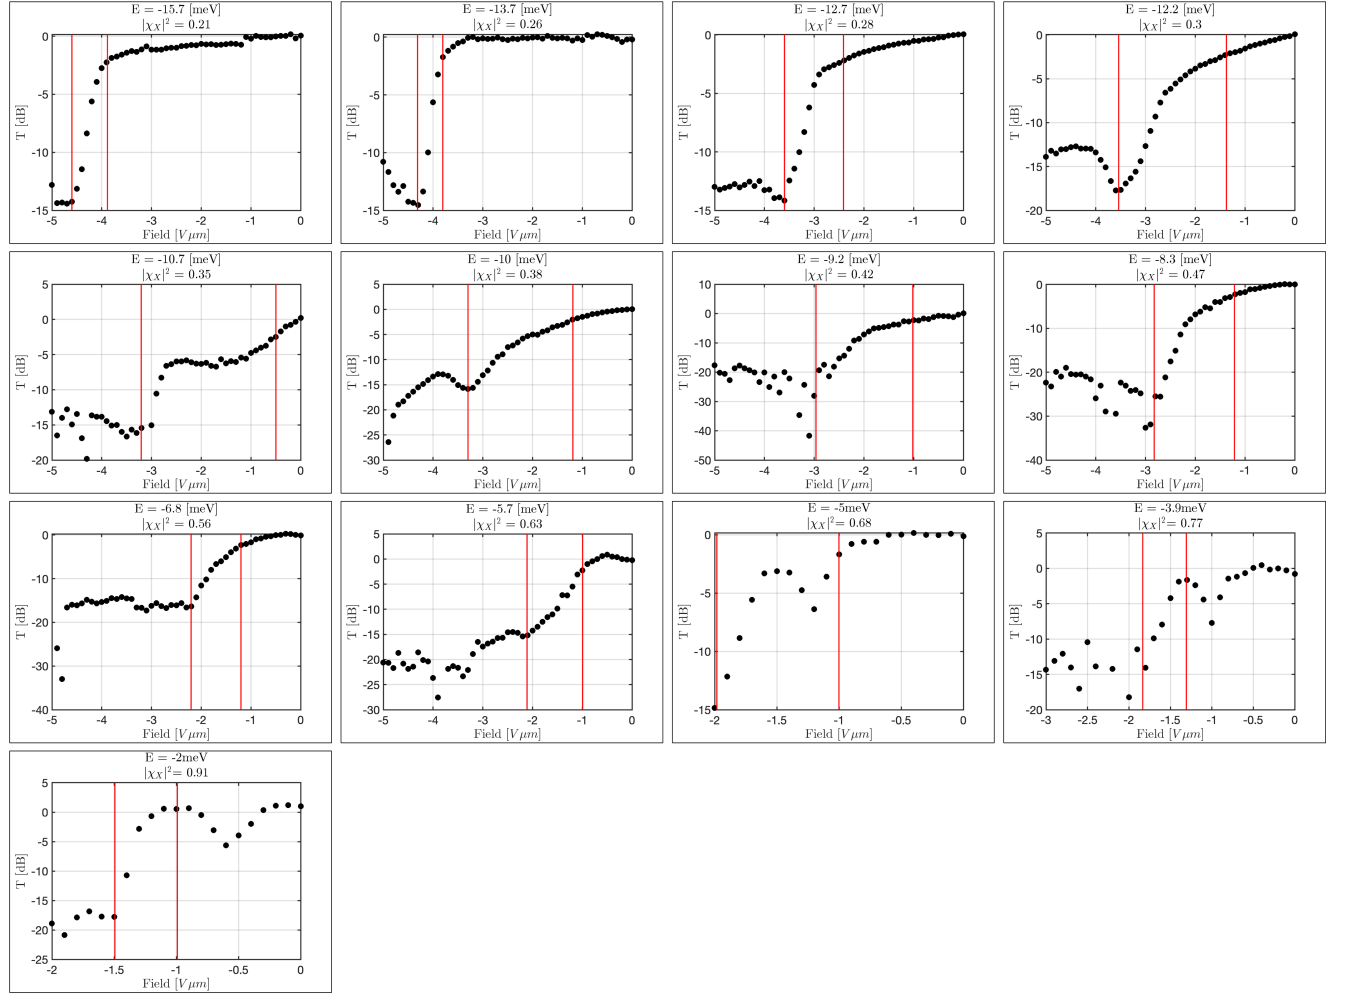 E = -15.7 [meV]
|χ_X|² = 0.21
0
-5
-10
-15
T [dB]
-5 -4 -3 -2 -1 0
Field [V μm]
E = -13.7 [meV]
|χ_X|² = 0.26
0
-5
-10
-15
T [dB]
-5 -4 -3 -2 -1 0
Field [V μm]
E = -12.7 [meV]
|χ_X|² = 0.28
0
-5
-10
-15
T [dB]
-5 -4 -3 -2 -1 0
Field [V μm]
E = -12.2 [meV]
|χ_X|² = 0.3
0
-5
-10
-15
-20
T [dB]
-5 -4 -3 -2 -1 0
Field [V μm]
E = -10.7 [meV]
|χ_X|² = 0.35
5
0
-5
-10
-15
-20
T [dB]
-5 -4 -3 -2 -1 0
Field [V μm]
E = -10 [meV]
|χ_X|² = 0.38
5
0
-5
-10
-15
-20
-25
-30
T [dB]
-5 -4 -3 -2 -1 0
Field [V μm]
E = -9.2 [meV]
|χ_X|² = 0.42
10
0
-10
-20
-30
-40
-50
T [dB]
-5 -4 -3 -2 -1 0
Field [V μm]
E = -8.3 [meV]
|χ_X|² = 0.47
0
-10
-20
-30
-40
T [dB]
-5 -4 -3 -2 -1 0
Field [V μm]
E = -6.8 [meV]
|χ_X|² = 0.56
0
-10
-20
-30
-40
T [dB]
-5 -4 -3 -2 -1 0
Field [V μm]
E = -5.7 [meV]
|χ_X|² = 0.63
5
0
-5
-10
-15
-20
-25
-30
T [dB]
-5 -4 -3 -2 -1 0
Field [V μm]
E = -5meV
|χ_X|² = 0.68
0
-5
-10
-15
T [dB]
-2 -1.5 -1 -0.5 0
Field [V μm]
E = -3.9meV
|χ_X|²= 0.77
5
0
-5
-10
-15
-20
T [dB]
-3 -2.5 -2 -1.5 -1 -0.5 0
Field [V μm]
E = -2meV
|χ_X|²= 0.91
5
0
-5
-10
-15
-20
-25
T [dB]
-2 -1.5 -1 -0.5 0
Field [V μm]